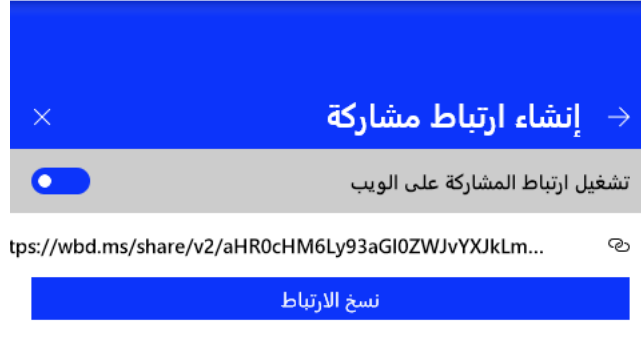 إنشاء ارتباط مشاركة
تشغيل ارتباط المشاركة على الويب
tps://wbd.ms/share/v2/aHR0cHM6Ly93aGl0ZWJvYXJkLm...
نسخ الارتباط